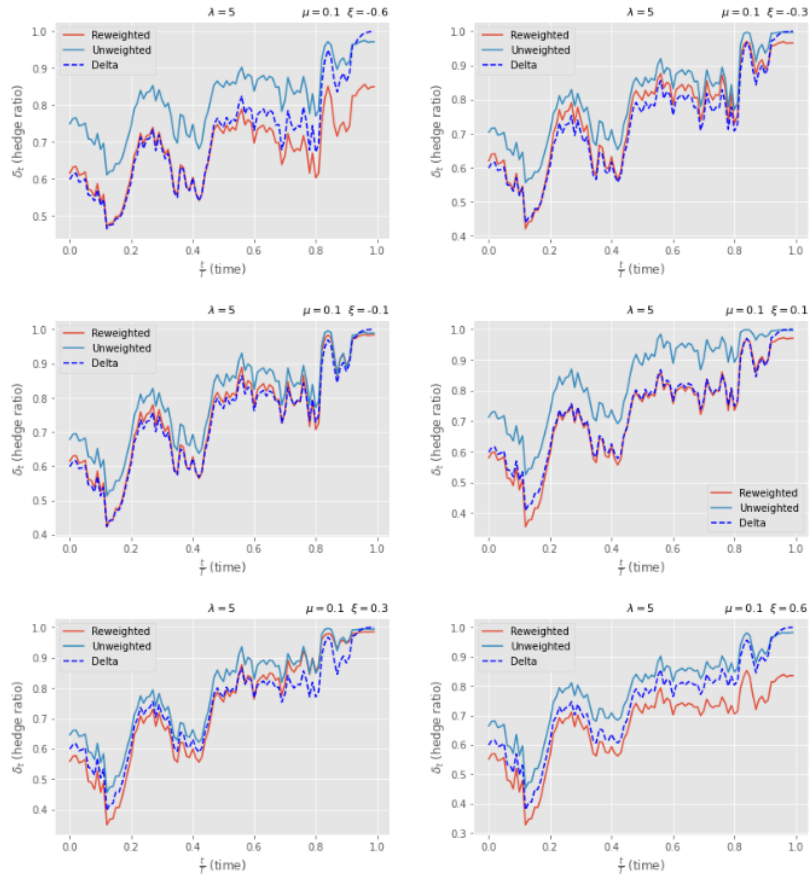 λ = 5 μ = 0.1 ξ = -0.6
Reweighted
Unweighted
Delta
δt (hedge ratio)
1.0
0.9
0.8
0.7
0.6
0.5
0.0 0.2 0.4 0.6 0.8 1.0
t/T (time)
λ = 5 μ = 0.1 ξ = -0.3
Reweighted
Unweighted
Delta
δt (hedge ratio)
1.0
0.9
0.8
0.7
0.6
0.5
0.4
0.0 0.2 0.4 0.6 0.8 1.0
t/T (time)
λ = 5 μ = 0.1 ξ = -0.1
Reweighted
Unweighted
Delta
δt (hedge ratio)
1.0
0.9
0.8
0.7
0.6
0.5
0.4
0.0 0.2 0.4 0.6 0.8 1.0
t/T (time)
λ = 5 μ = 0.1 ξ = 0.1
δt (hedge ratio)
1.0
0.9
0.8
0.7
0.6
0.5
0.4
Reweighted
Unweighted
Delta
0.0 0.2 0.4 0.6 0.8 1.0
t/T (time)
λ = 5 μ = 0.1 ξ = 0.3
Reweighted
Unweighted
Delta
δt (hedge ratio)
1.0
0.9
0.8
0.7
0.6
0.5
0.4
0.0 0.2 0.4 0.6 0.8 1.0
t/T (time)
λ = 5 μ = 0.1 ξ = 0.6
Reweighted
Unweighted
Delta
δt (hedge ratio)
1.0
0.9
0.8
0.7
0.6
0.5
0.4
0.3
0.0 0.2 0.4 0.6 0.8 1.0
t/T (time)